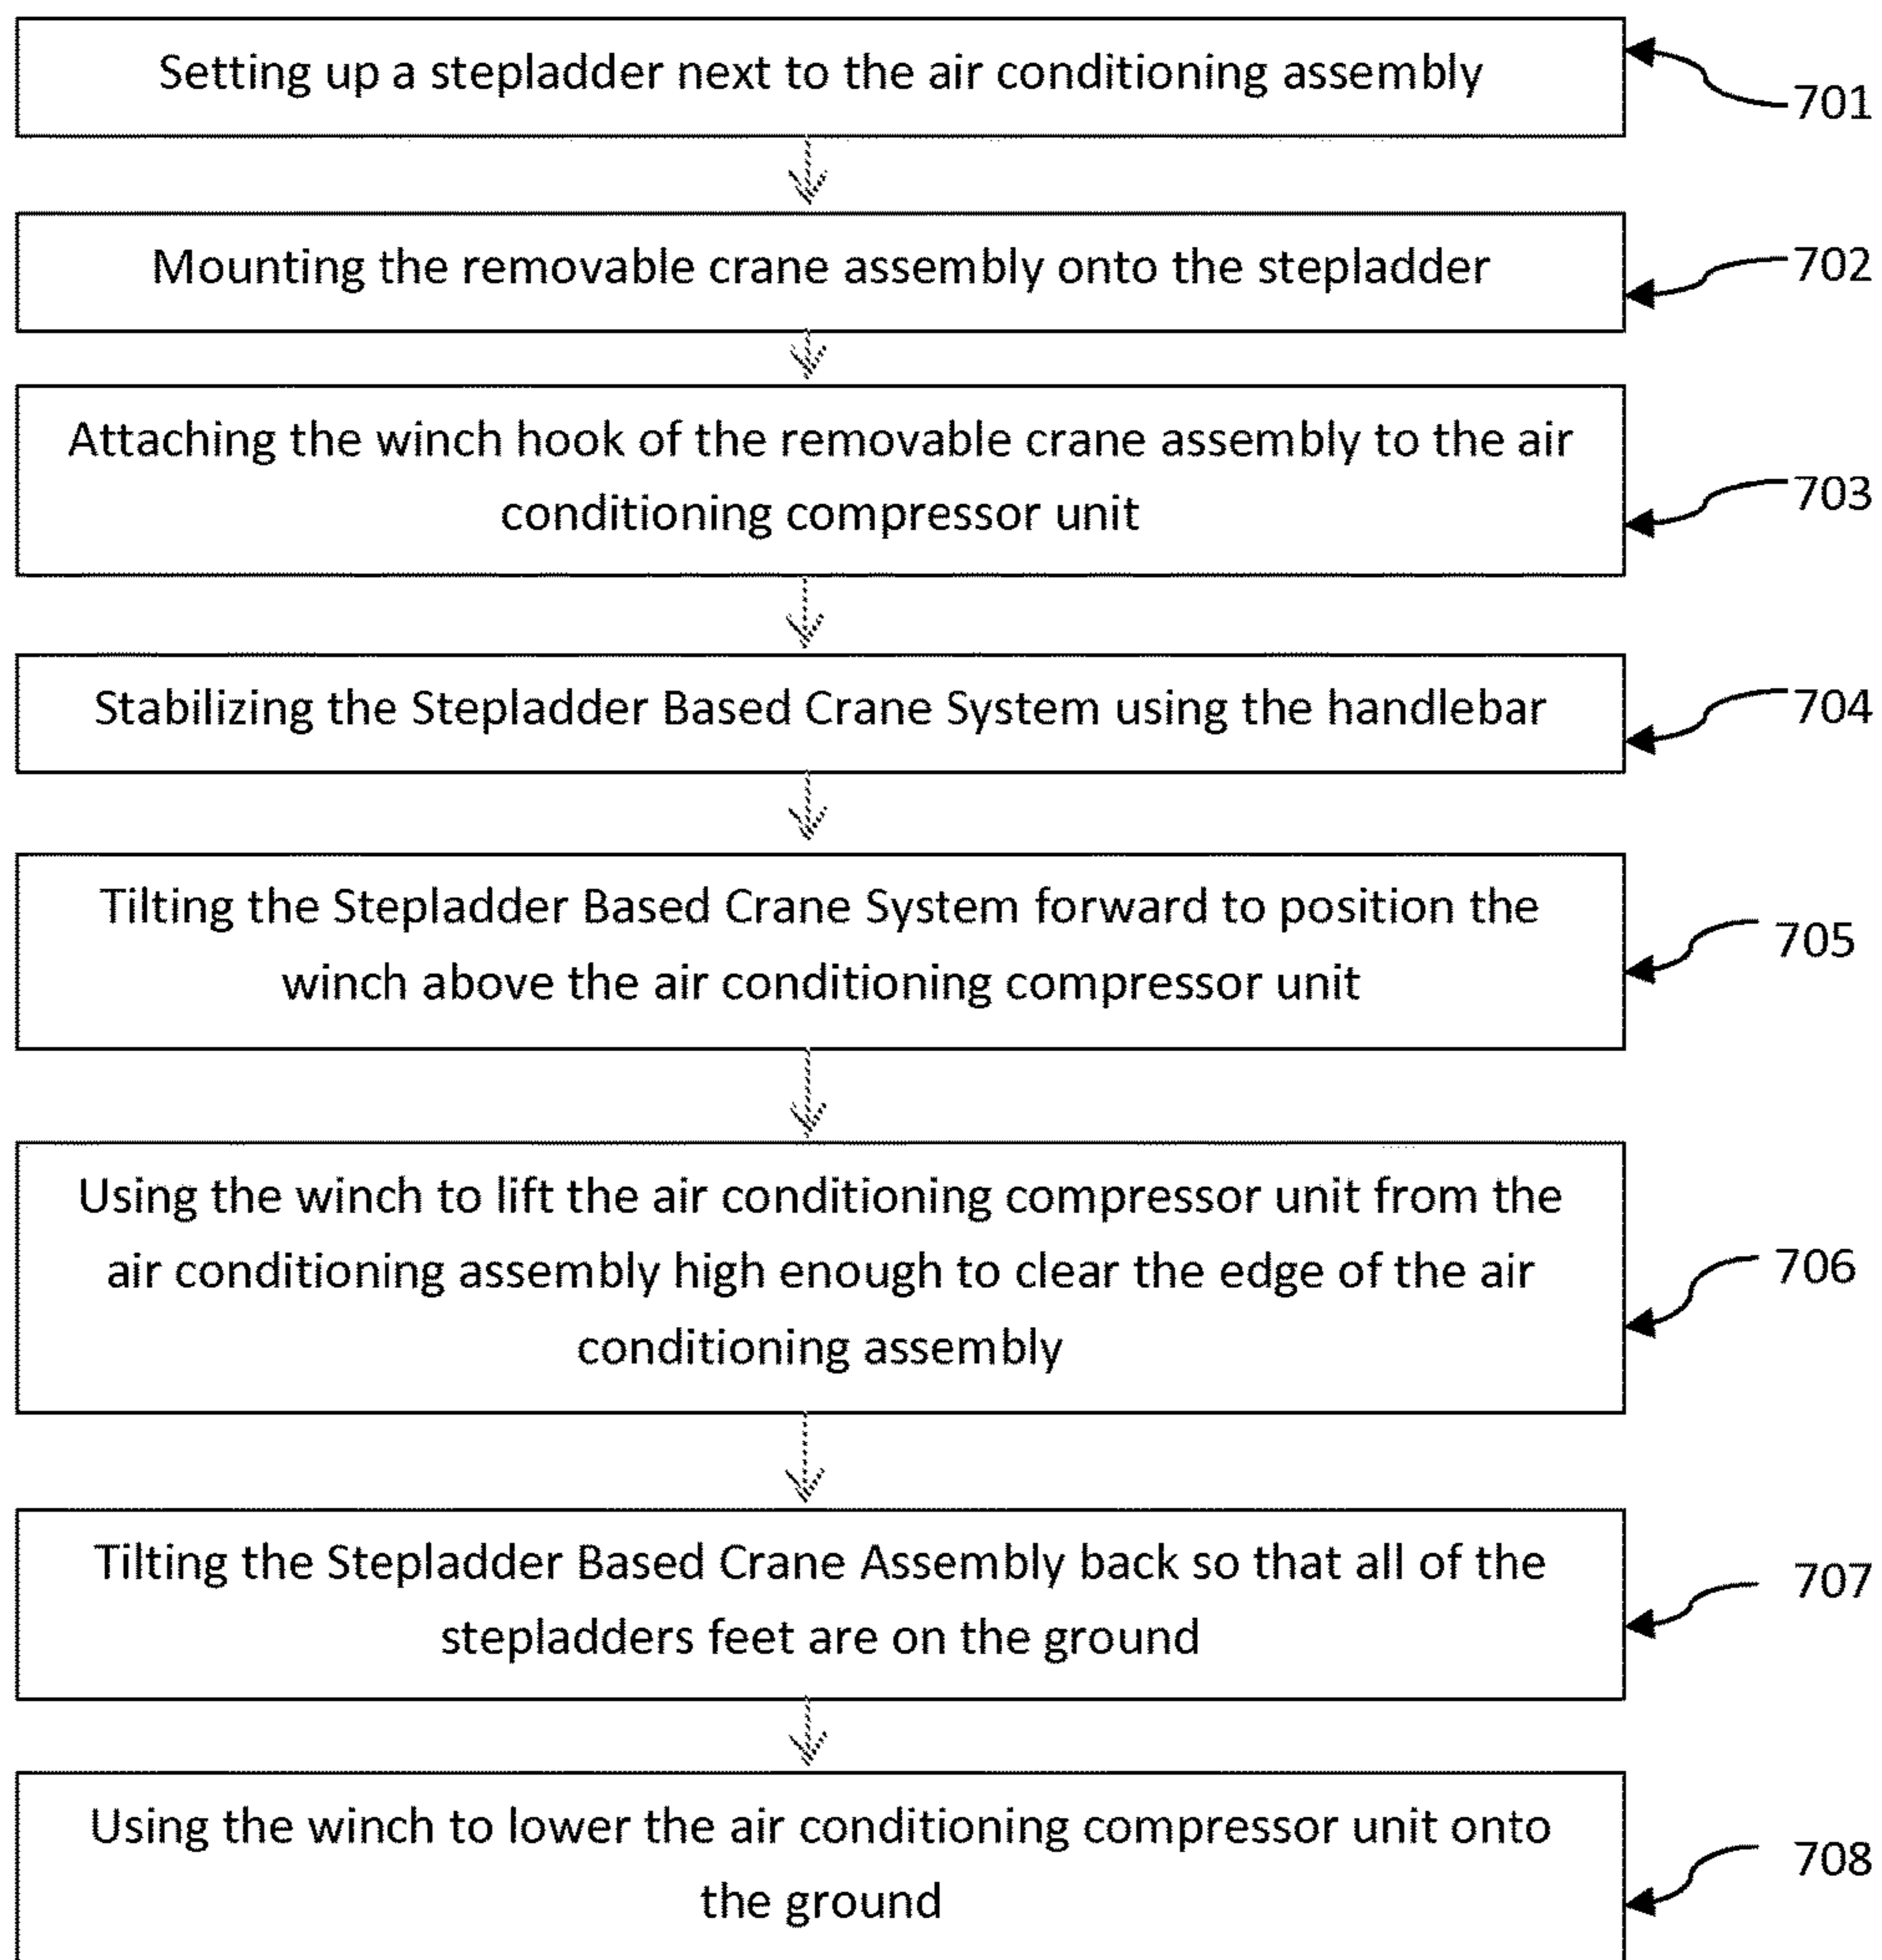 Setting up a stepladder next to the air conditioning assembly
701
Mounting the removable crane assembly onto the stepladder
702
Attaching the winch hook of the removable crane assembly to the air
conditioning compressor unit
703
Stabilizing the Stepladder Based Crane System using the handlebar
704
Tilting the Stepladder Based Crane System forward to position the
winch above the air conditioning compressor unit
705
Using the winch to lift the air conditioning compressor unit from the
air conditioning assembly high enough to clear the edge of the air
conditioning assembly
706
Tilting the Stepladder Based Crane Assembly back so that all of the
stepladders feet are on the ground
707
Using the winch to lower the air conditioning compressor unit onto
the ground
708